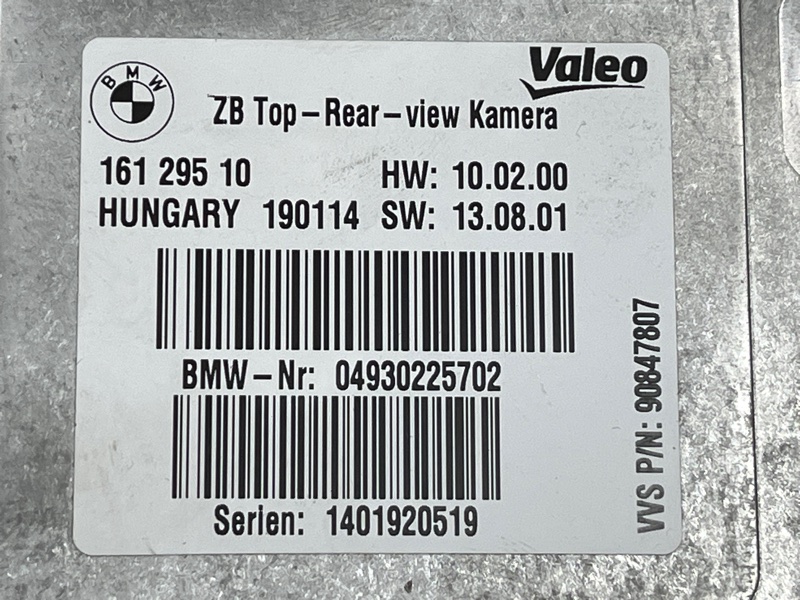 BMW
Valeo
ZB Top-Rear-view Kamera
161 295 10 HW: 10.02.00
HUNGARY 190114 SW: 13.08.01
BMW-Nr: 04930225702
Serien: 1401920519
VVS P/N: 90847807